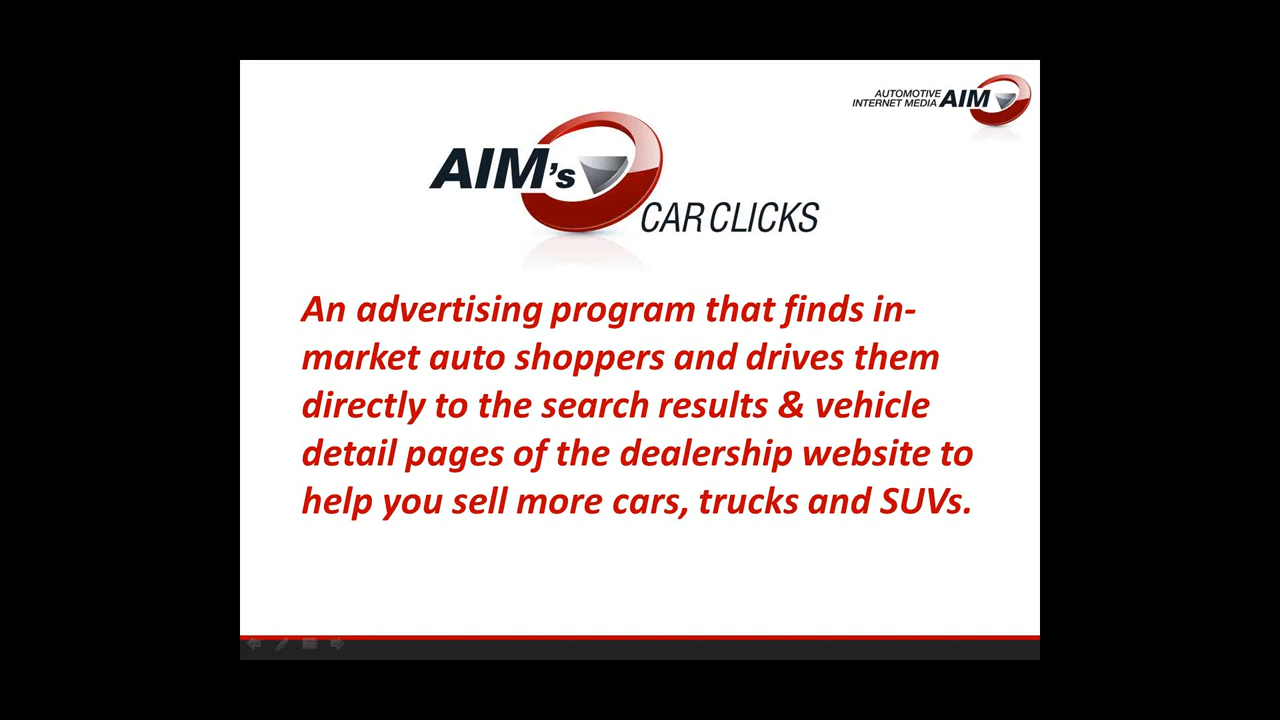 AUTOMOTIVE
INTERNET MEDIA AIM
AIM's
CAR CLICKS
An advertising program that finds in-
market auto shoppers and drives them
directly to the search results & vehicle
detail pages of the dealership website to
help you sell more cars, trucks and SUVs.